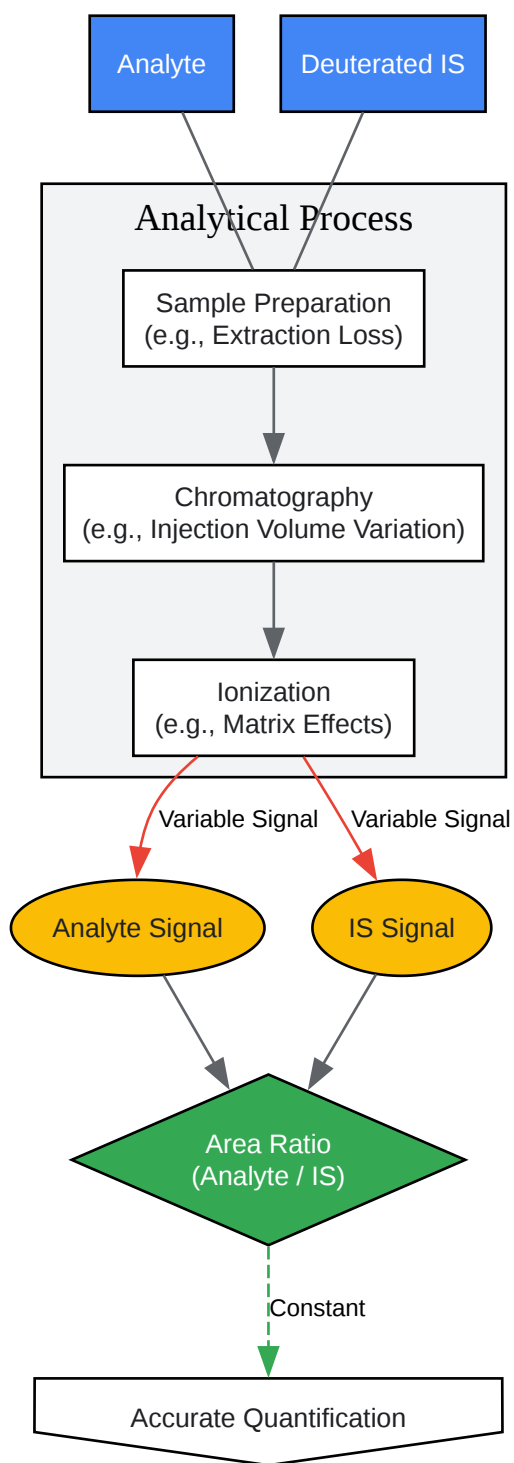 Analyte
Deuterated IS
Analytical Process
Sample Preparation
(e.g., Extraction Loss)
Chromatography
(e.g., Injection Volume Variation)
Ionization
(e.g., Matrix Effects)
Variable Signal
Variable Signal
Analyte Signal
IS Signal
Area Ratio
(Analyte / IS)
Constant
Accurate Quantification